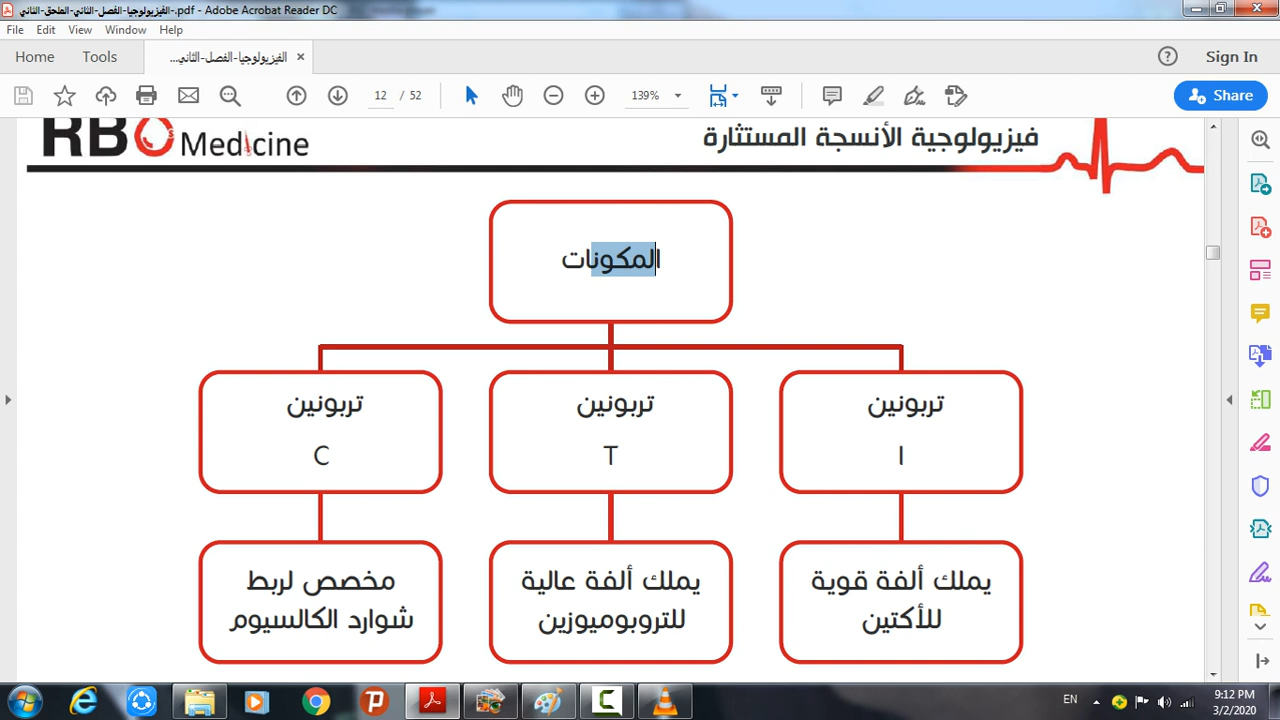 الفيزيولوجيا-الفصل-الثاني-الملحق-الثاني-.pdf - Adobe Acrobat Reader DC
File Edit View Window Help
Home Tools الفيزيولوجيا-الفصل-الثاني... ×
Sign In
12 / 52 139% Share
RBOs Medicine
فيزيولوجية الأنسجة المستثارة
المكونات
تربونين
I
تربونين
T
تربونين
C
يملك ألفة قوية
للأكتين
يملك ألفة عالية
للتروبوميوزين
مخصص لربط
شوارد الكالسيوم
EN
9:12 PM
3/2/2020